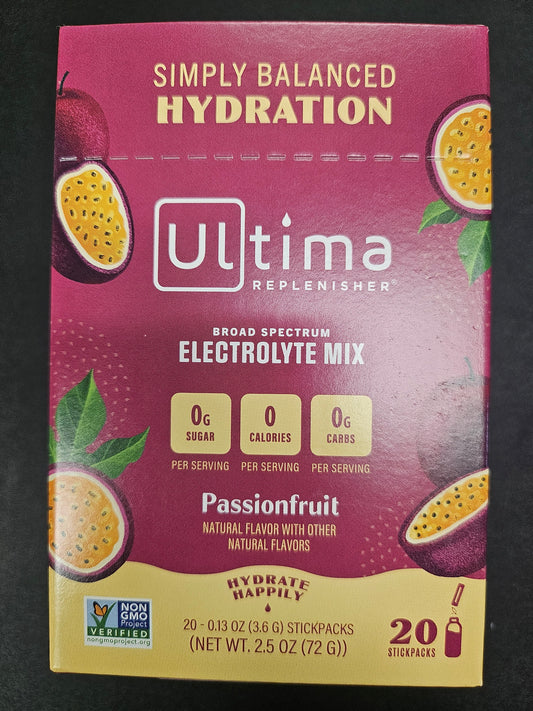 SIMPLY BALANCED
HYDRATION
Ultima
REPLENISHER®
BROAD SPECTRUM
ELECTROLYTE MIX
0G SUGAR
0 CALORIES
0G CARBS
PER SERVING PER SERVING PER SERVING
Passionfruit
NATURAL FLAVOR WITH OTHER
NATURAL FLAVORS
HYDRATE
HAPPILY
NON
GMO
Project
VERIFIED
nongmoproject.org
20 - 0.13 OZ (3.6 G) STICKPACKS
(NET WT. 2.5 OZ (72 G))
20
STICKPACKS